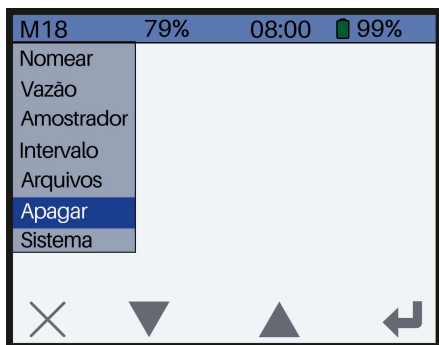 M18 79% 08:00 99%
Nomear
Vazão
Amostrador
Intervalo
Arquivos
Apagar
Sistema